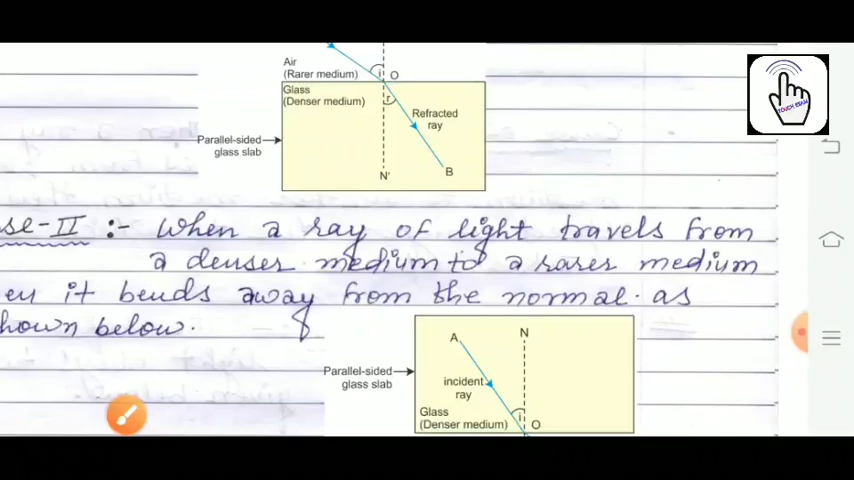 Air
(Rarer medium)
i
O
Glass
(Denser medium)
r
Refracted
ray
Parallel-sided
glass slab
N'
B
TOUCH EXAM
se-II :- When a ray of light travels from
a denser medium to a rarer medium
en it bends away from the normal. as
hown below.
A
N
Parallel-sided
glass slab
incident
ray
i
Glass
(Denser medium)
O